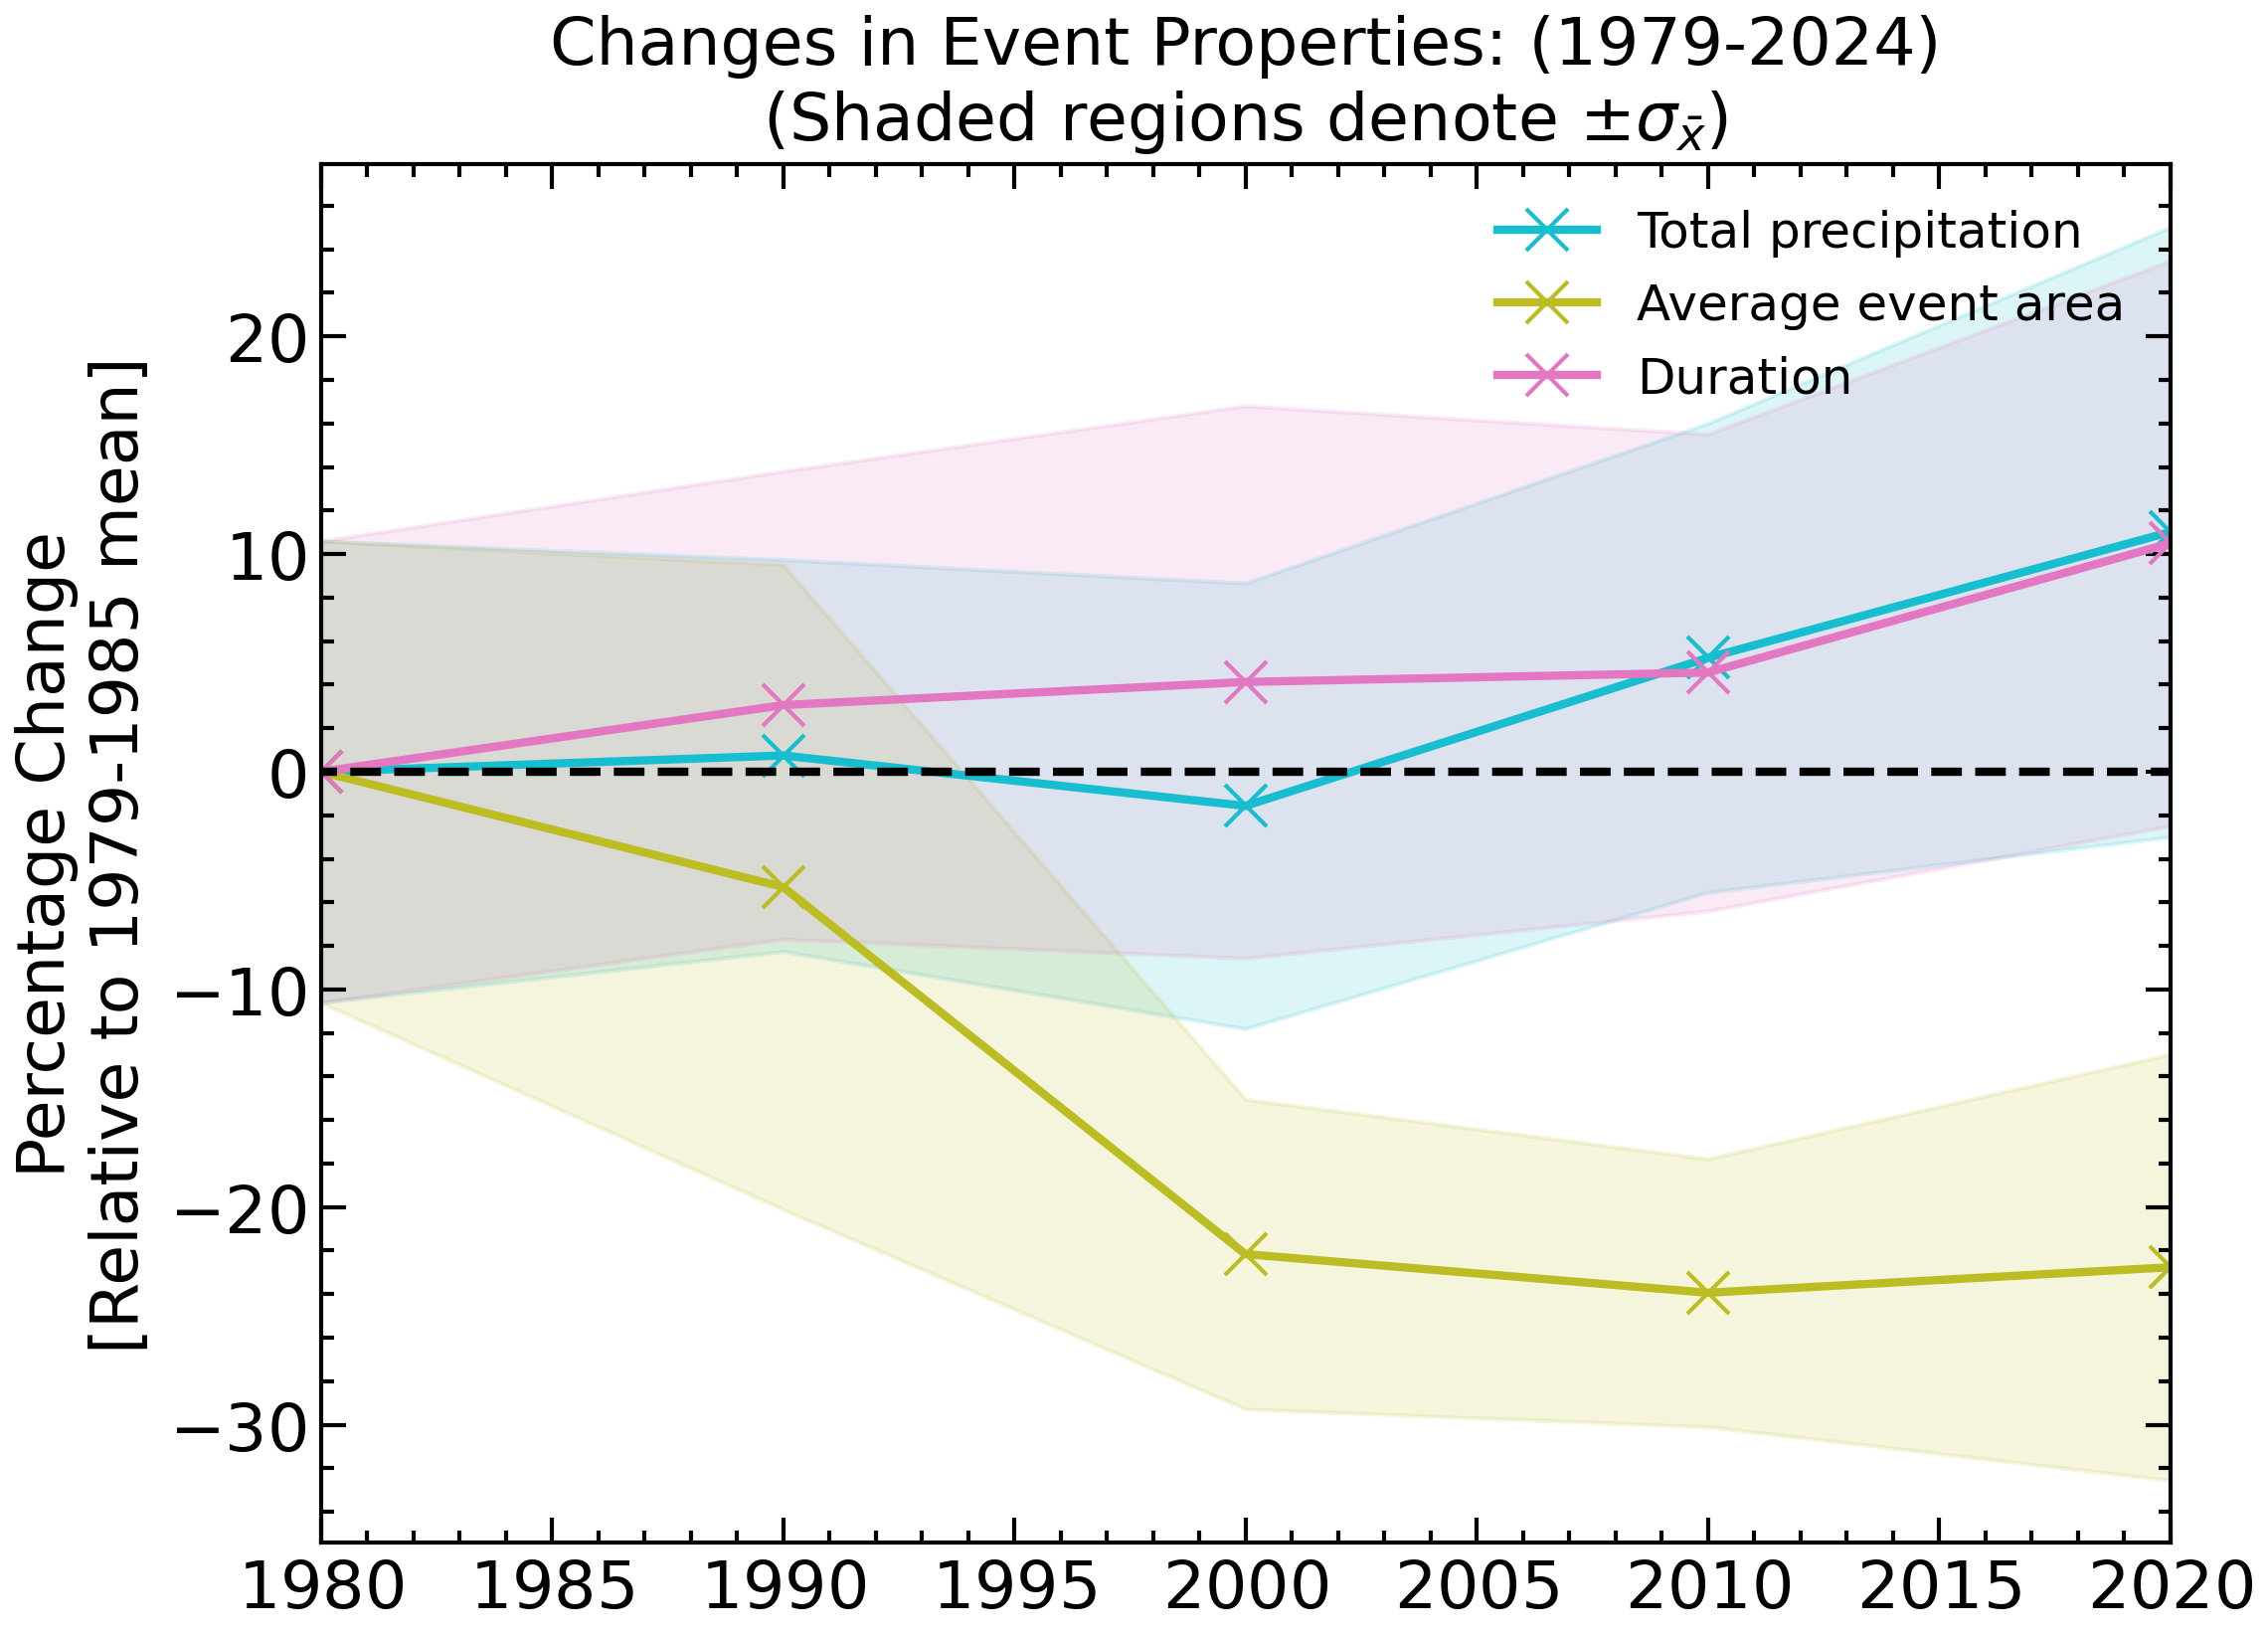 Changes in Event Properties: (1979-2024)
(Shaded regions denote ±σx̄)
Percentage Change
[Relative to 1979-1985 mean]
Total precipitation
Average event area
Duration
20
10
0
−10
−20
−30
1980 1985 1990 1995 2000 2005 2010 2015 2020